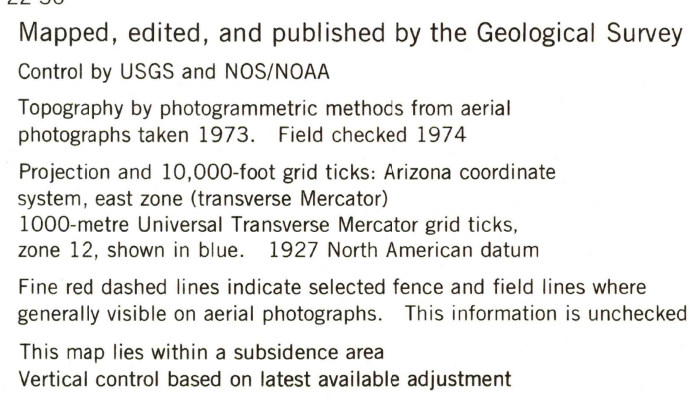 Mapped, edited, and published by the Geological Survey
Control by USGS and NOS/NOAA
Topography by photogrammetric methods from aerial
photographs taken 1973. Field checked 1974
Projection and 10,000-foot grid ticks: Arizona coordinate
system, east zone (transverse Mercator)
1000-metre Universal Transverse Mercator grid ticks,
zone 12, shown in blue. 1927 North American datum
Fine red dashed lines indicate selected fence and field lines where
generally visible on aerial photographs. This information is unchecked
This map lies within a subsidence area
Vertical control based on latest available adjustment